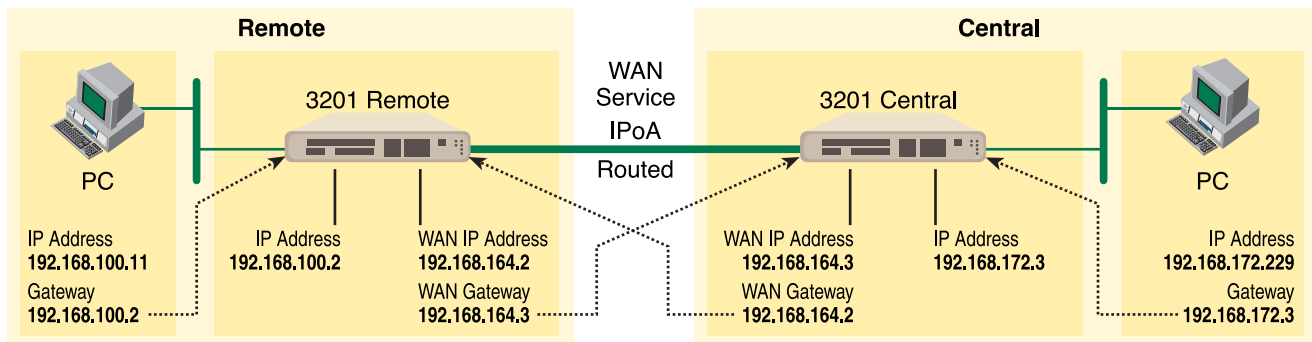 Remote
Central
3201 Remote
WAN
Service
IPoA
Routed
3201 Central
PC
PC
IP Address
192.168.100.11
Gateway
192.168.100.2
IP Address
192.168.100.2
WAN IP Address
192.168.164.2
WAN Gateway
192.168.164.3
WAN IP Address
192.168.164.3
WAN Gateway
192.168.164.2
IP Address
192.168.172.3
IP Address
192.168.172.229
Gateway
192.168.172.3